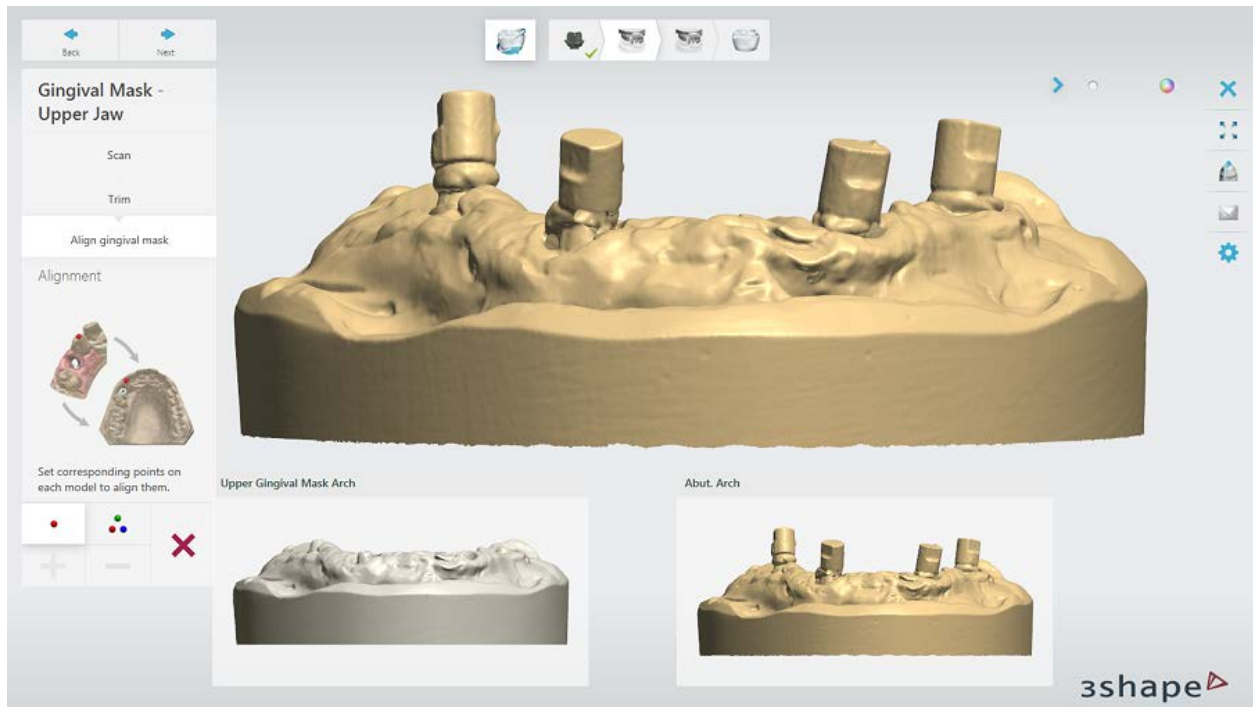 Back
Next
Gingival Mask -
Upper Jaw
Scan
Trim
Align gingival mask
Alignment
Set corresponding points on
each model to align them.
Upper Gingival Mask Arch
Abut. Arch
3shape